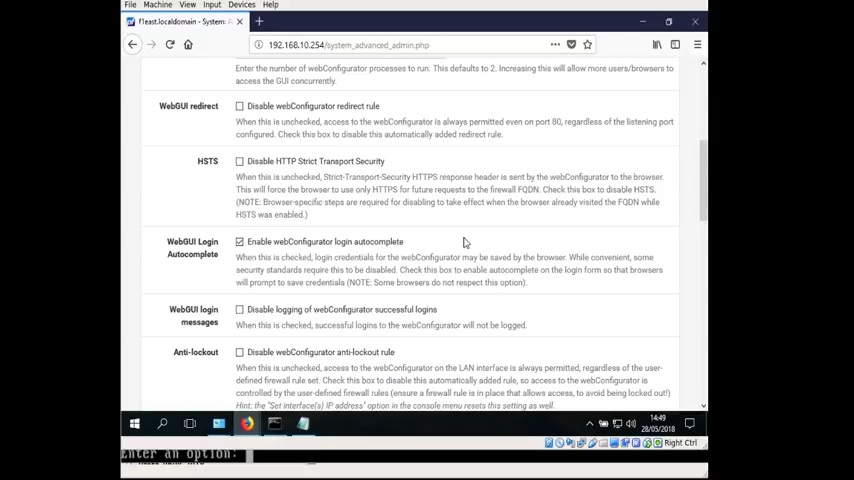 File Machine View Input Devices Help
f1east.localdomain - System: A
192.168.10.254/system_advanced_admin.php
Enter the number of webConfigurator processes to run. This defaults to 2. Increasing this will allow more users/browsers to
access the GUI concurrently.
WebGUI redirect
Disable webConfigurator redirect rule
When this is unchecked, access to the webConfigurator is always permitted even on port 80, regardless of the listening port
configured. Check this box to disable this automatically added redirect rule.
HSTS
Disable HTTP Strict Transport Security
When this is unchecked, Strict-Transport-Security HTTPS response header is sent by the webConfigurator to the browser.
This will force the browser to use only HTTPS for future requests to the firewall FQDN. Check this box to disable HSTS.
(NOTE: Browser-specific steps are required for disabling to take effect when the browser already visited the FQDN while
HSTS was enabled.)
WebGUI Login
Autocomplete
Enable webConfigurator login autocomplete
When this is checked, login credentials for the webConfigurator may be saved by the browser. While convenient, some
security standards require this to be disabled. Check this box to enable autocomplete on the login form so that browsers
will prompt to save credentials (NOTE: Some browsers do not respect this option).
WebGUI login
messages
Disable logging of webConfigurator successful logins
When this is checked, successful logins to the webConfigurator will not be logged.
Anti-lockout
Disable webConfigurator anti-lockout rule
When this is unchecked, access to the webConfigurator on the LAN interface is always permitted, regardless of the user-
defined firewall rule set. Check this box to disable this automatically added rule, so access to the webConfigurator is
controlled by the user-defined firewall rules (ensure a firewall rule is in place that allows access, to avoid being locked out!)
Hint: the "Set interface(s) IP address" option in the console menu resets this setting as well.
14:49
28/05/2018
Right Ctrl
Enter an option: